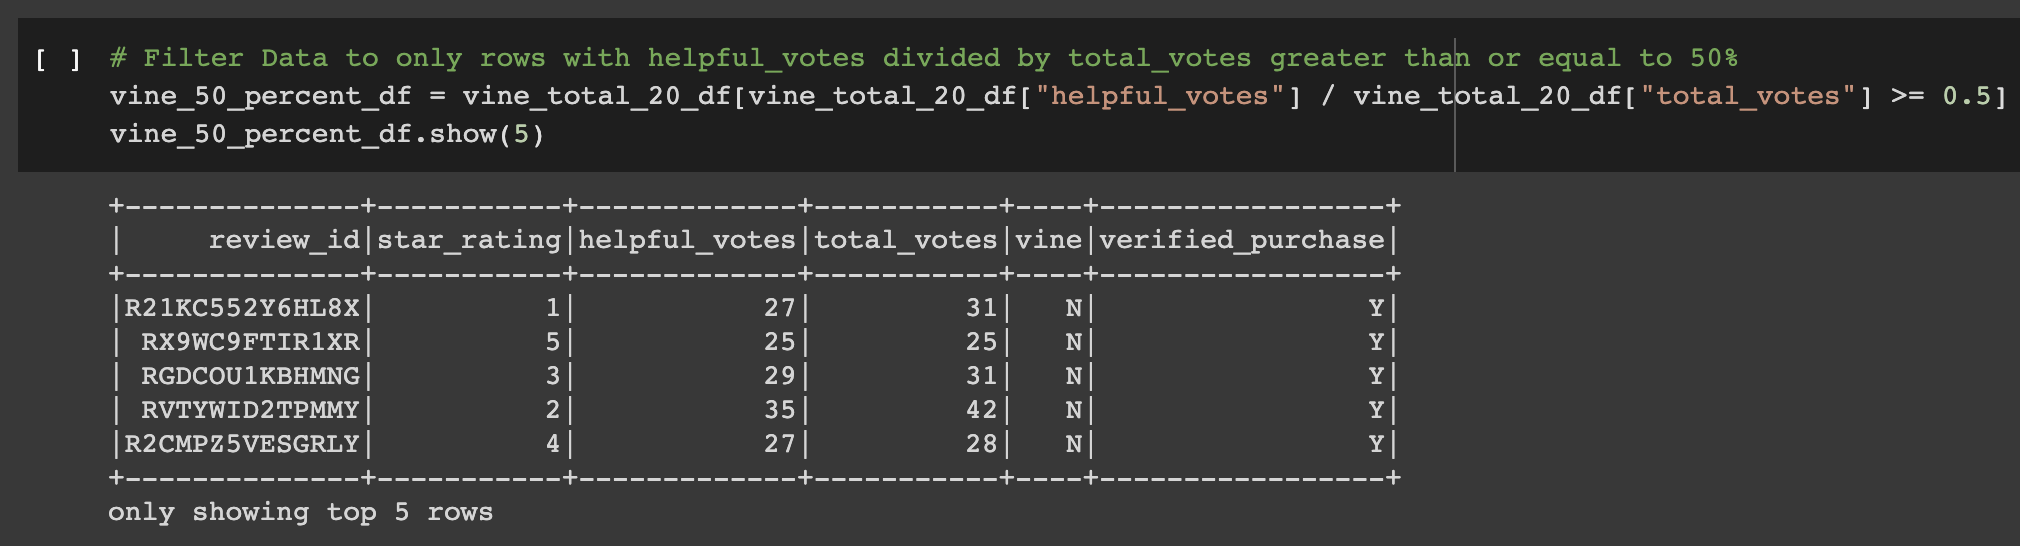 [ ] # Filter Data to only rows with helpful_votes divided by total_votes greater than or equal to 50%
vine_50_percent_df = vine_total_20_df[vine_total_20_df["helpful_votes"] / vine_total_20_df["total_votes"] >= 0.5]
vine_50_percent_df.show(5)
+--------------+-----------+-------------+-----------+----+-----------------+
|     review_id|star_rating|helpful_votes|total_votes|vine|verified_purchase|
+--------------+-----------+-------------+-----------+----+-----------------+
|R21KC552Y6HL8X|          1|           27|         31|   N|                Y|
| RX9WC9FTIR1XR|          5|           25|         25|   N|                Y|
| RGDCOU1KBHMNG|          3|           29|         31|   N|                Y|
| RVTYWID2TPMMY|          2|           35|         42|   N|                Y|
|R2CMPZ5VESGRLY|          4|           27|         28|   N|                Y|
+--------------+-----------+-------------+-----------+----+-----------------+
only showing top 5 rows